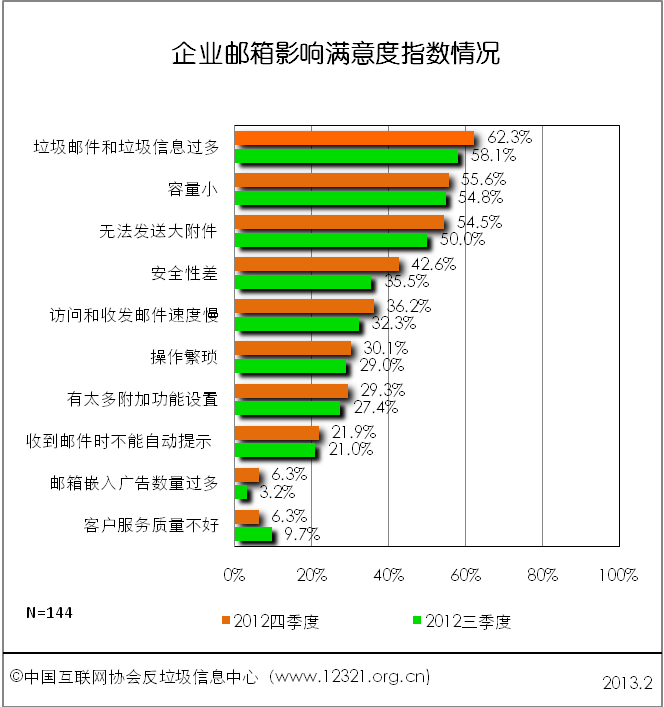 企业邮箱影响满意度指数情况
垃圾邮件和垃圾信息过多
62.3%
58.1%
容量小
55.6%
54.8%
无法发送大附件
54.5%
50.0%
安全性差
42.6%
35.5%
访问和收发邮件速度慢
36.2%
32.3%
操作繁琐
30.1%
29.0%
有太多附加功能设置
29.3%
27.4%
收到邮件时不能自动提示
21.9%
21.0%
邮箱嵌入广告数量过多
6.3%
3.2%
客户服务质量不好
6.3%
9.7%
0% 20% 40% 60% 80% 100%
N=144
2012四季度 2012三季度
©中国互联网协会反垃圾信息中心（www.12321.org.cn）
2013.2